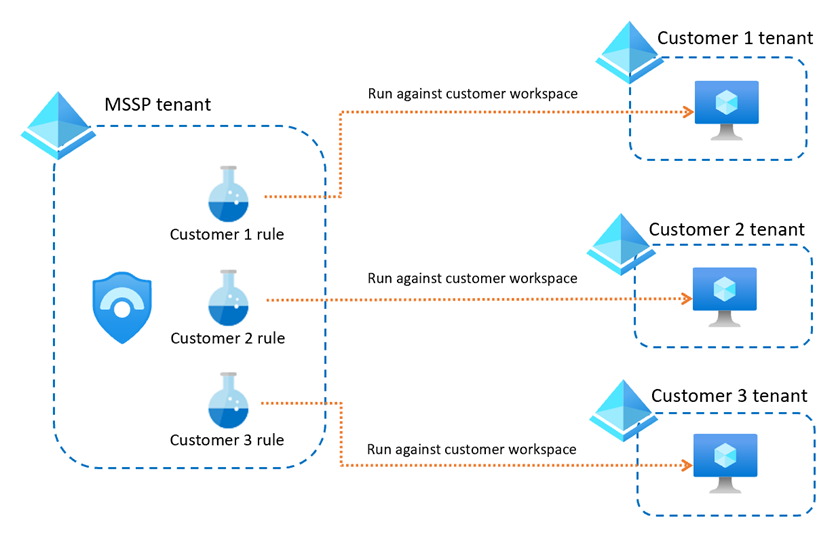 Customer 1 tenant
MSSP tenant
Run against customer workspace
Customer 1 rule
Customer 2 tenant
Run against customer workspace
Customer 2 rule
Customer 3 tenant
Customer 3 rule
Run against customer workspace